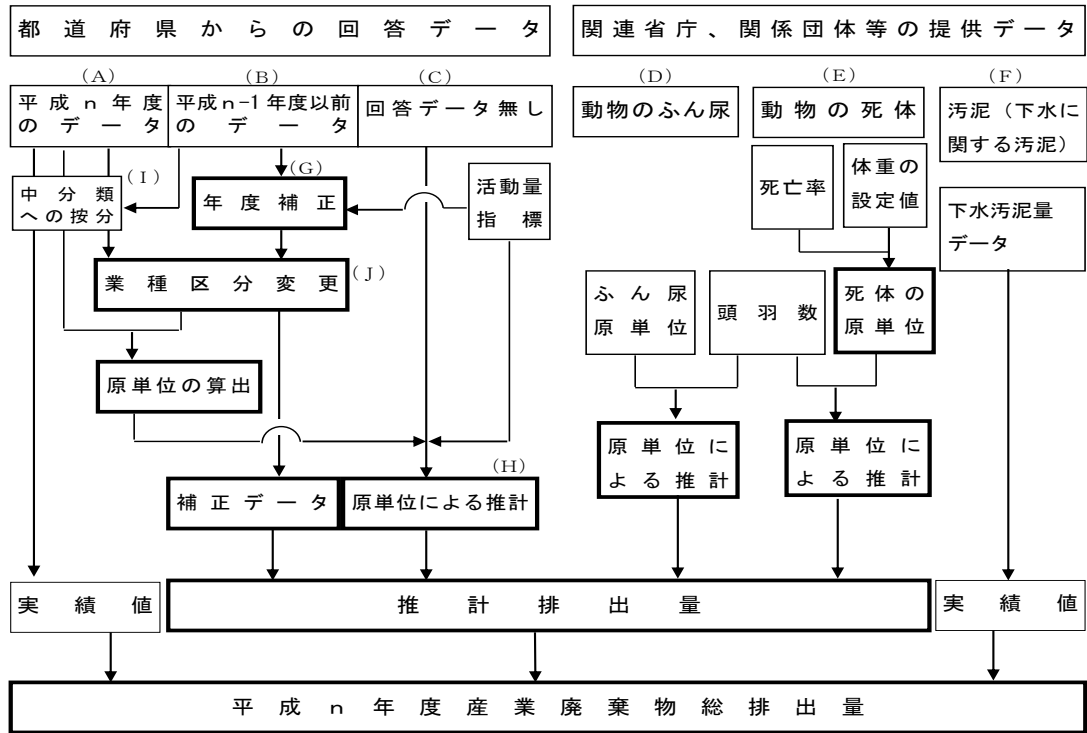 都道府県からの回答データ
関連省庁、関係団体等の提供データ
(A)
(B)
(C)
(D)
(E)
(F)
平成n年度
のデータ
平成n-1年度以前
のデータ
回答データ無し
動物のふん尿
動物の死体
汚泥（下水に
関する汚泥）
(I)
中分類
への按分
(G)
年度補正
活動量
指標
死亡率
体重の
設定値
下水汚泥量
データ
業種区分変更
(J)
ふん尿
原単位
頭羽数
死体の
原単位
原単位の算出
原単位に
よる推計
原単位に
よる推計
(H)
補正データ
原単位による推計
実績値
推計排出量
実績値
平成n年度産業廃棄物総排出量